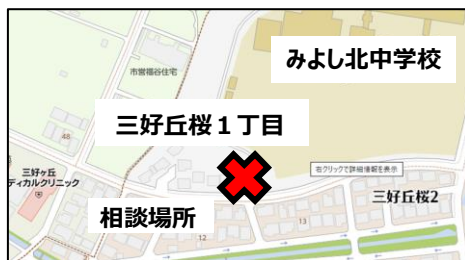 みよし北中学校
市営福谷住宅
三好丘桜１丁目
48
三好ヶ丘
ディカルクリニック
右クリックで詳細情報を表示
相談場所
三好丘桜2
13
12